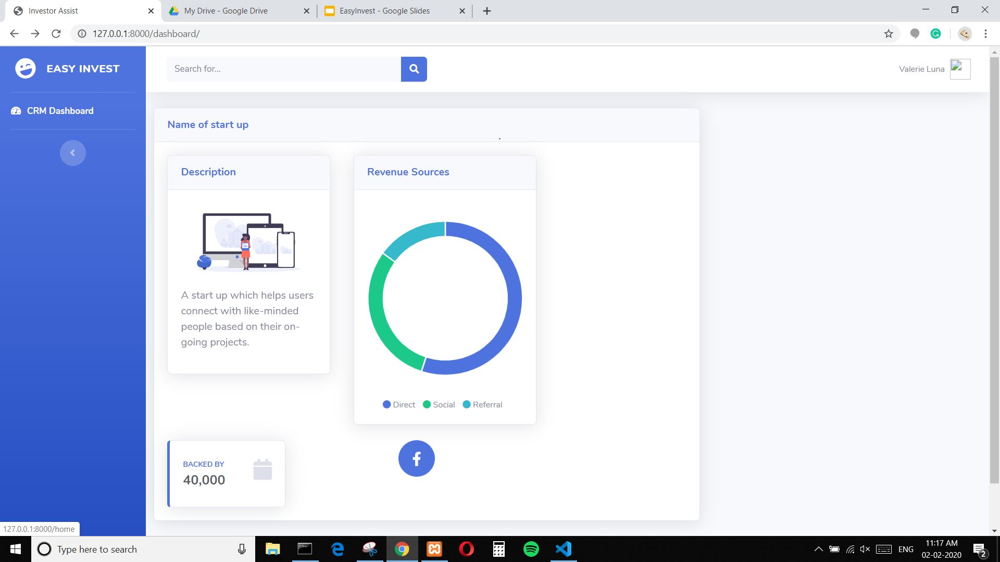 Investor Assist
My Drive - Google Drive
EasyInvest - Google Slides
127.0.0.1:8000/dashboard/
EASY INVEST
Search for...
Valerie Luna
CRM Dashboard
Name of start up
.
Description
Revenue Sources
A start up which helps users
connect with like-minded
people based on their on-
going projects.
Direct Social Referral
BACKED BY
40,000
127.0.0.1:8000/home
Type here to search
ENG
11:17 AM
02-02-2020
2